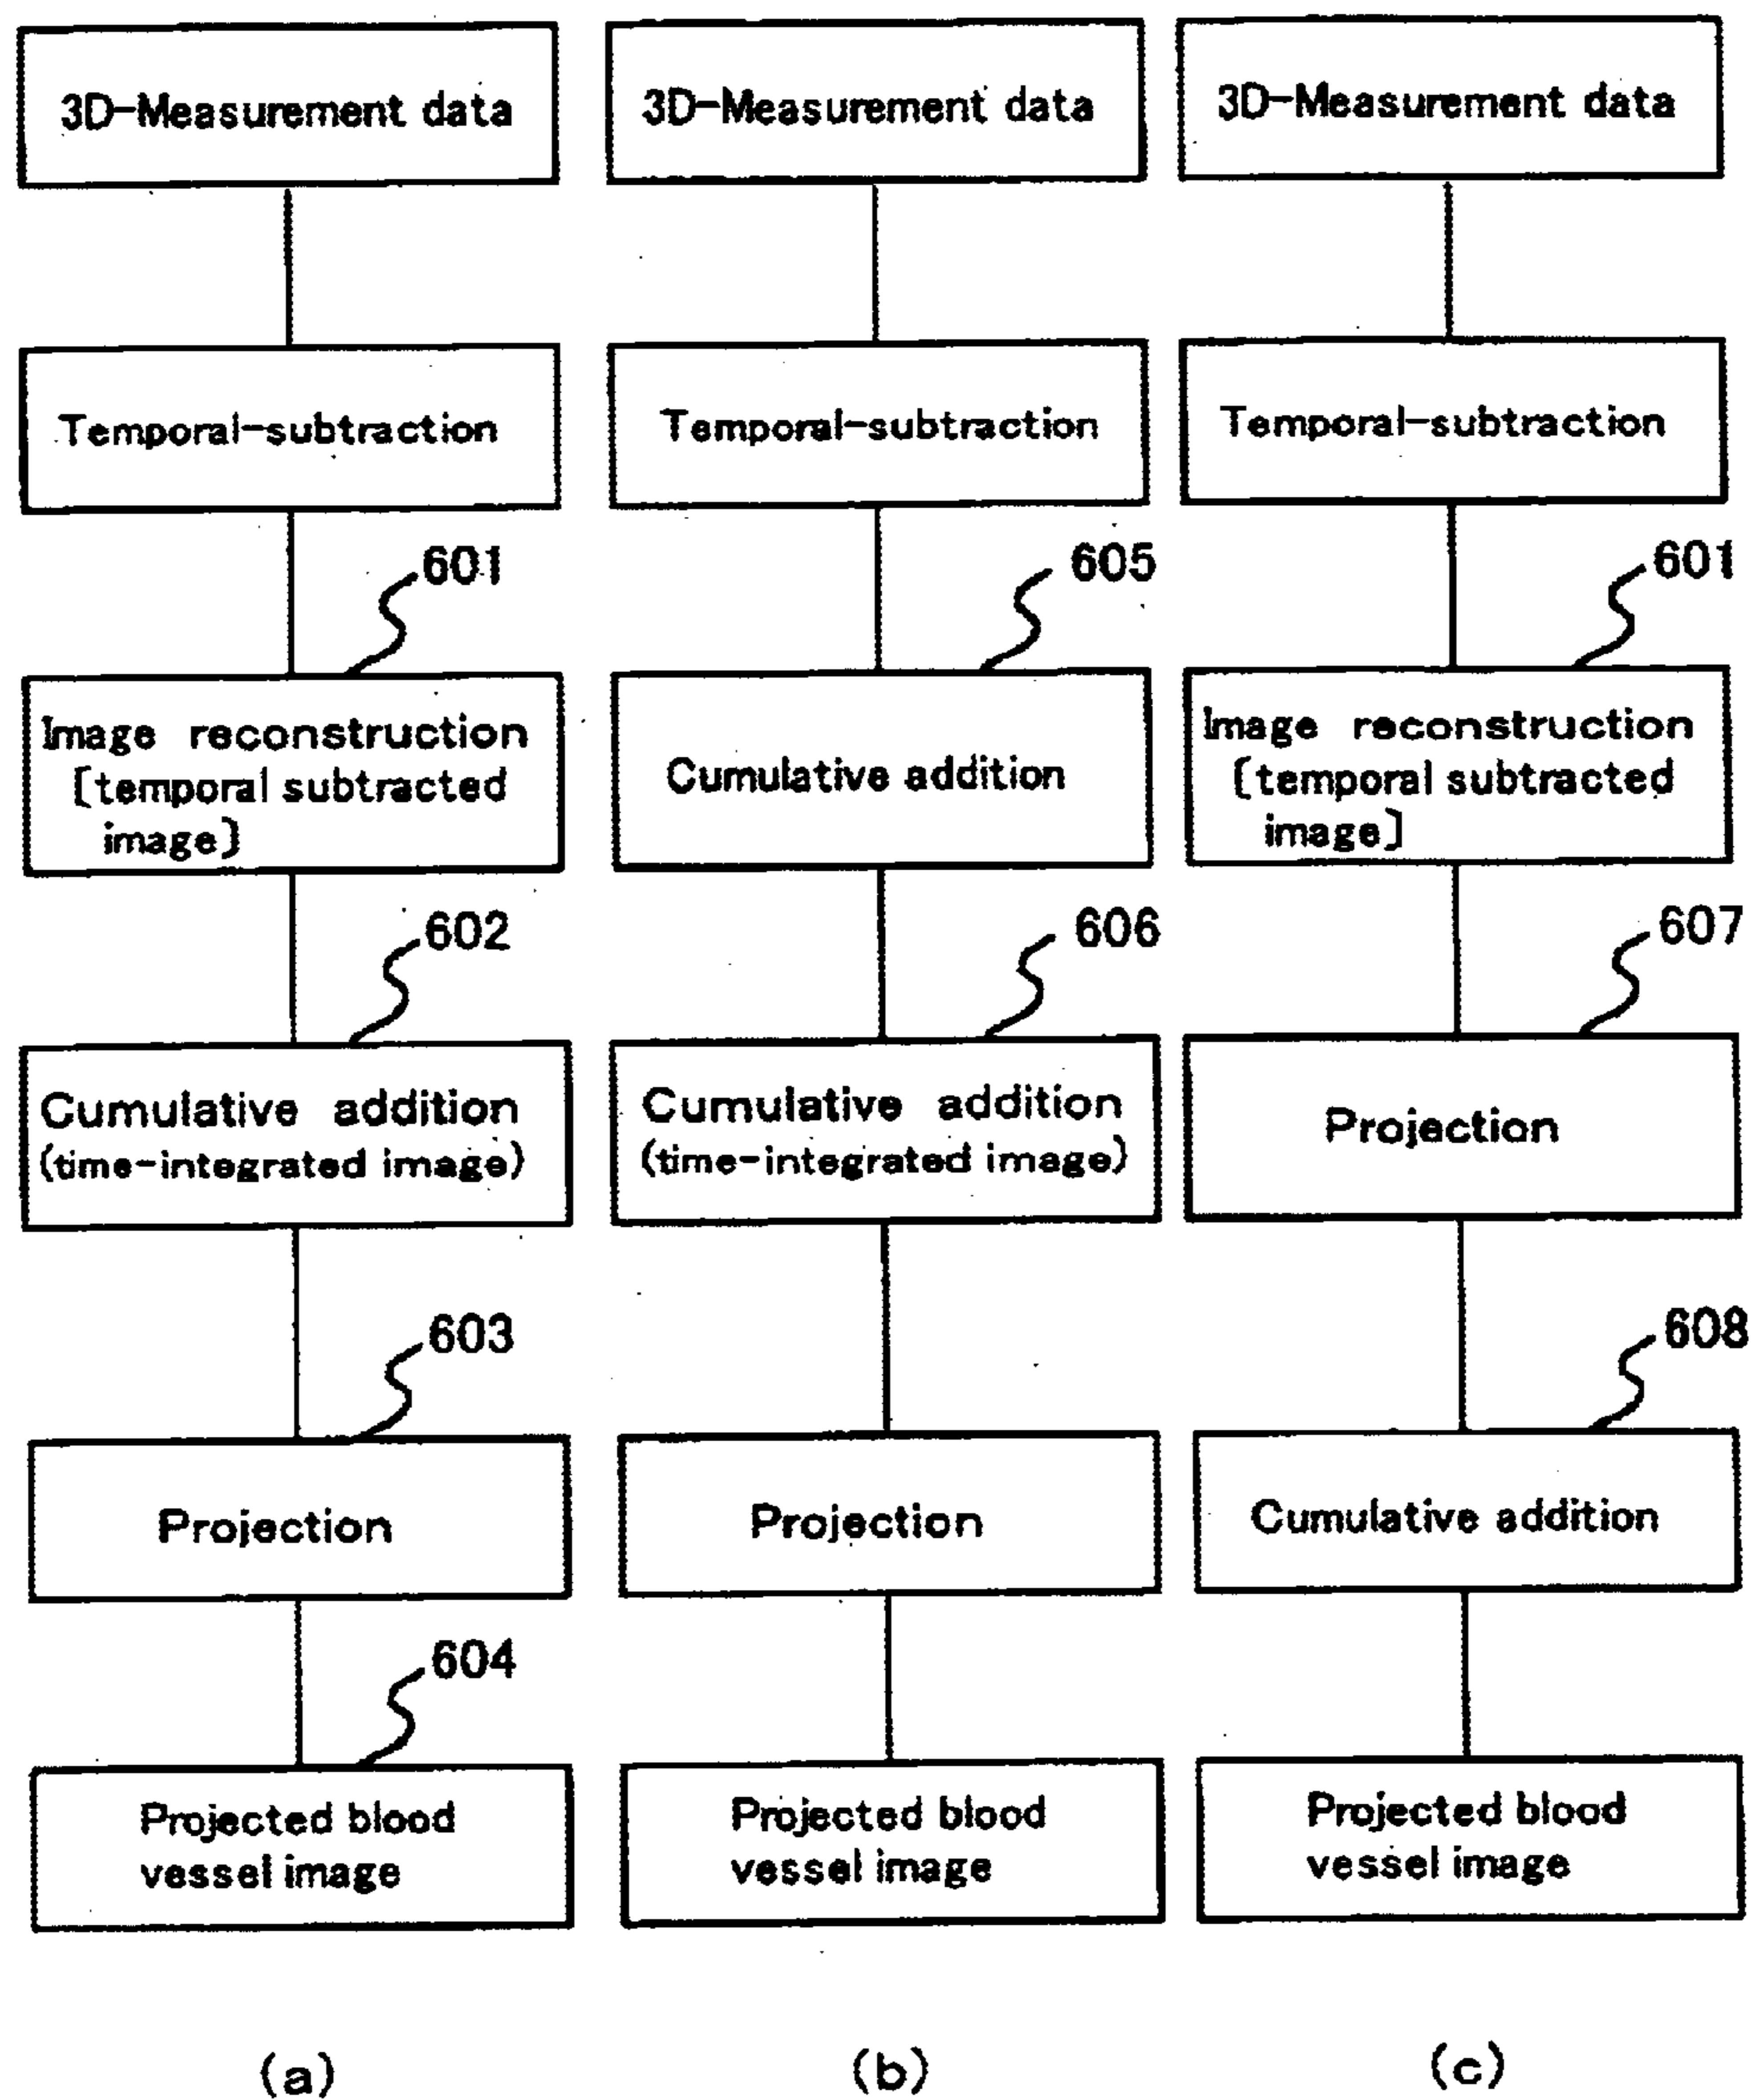 3D-Measurement data
Temporal-subtraction
601
Image reconstruction
[temporal subtracted
image]
602
Cumulative addition
(time-integrated image)
603
Projection
604
Projected blood
vessel image
(a)
3D-Measurement data
Temporal-subtraction
605
Cumulative addition
606
Cumulative addition
(time-integrated image)
Projection
Projected blood
vessel image
(b)
3D-Measurement data
Temporal-subtraction
601
Image reconstruction
[temporal subtracted
image]
607
Projection
608
Cumulative addition
Projected blood
vessel image
(c)